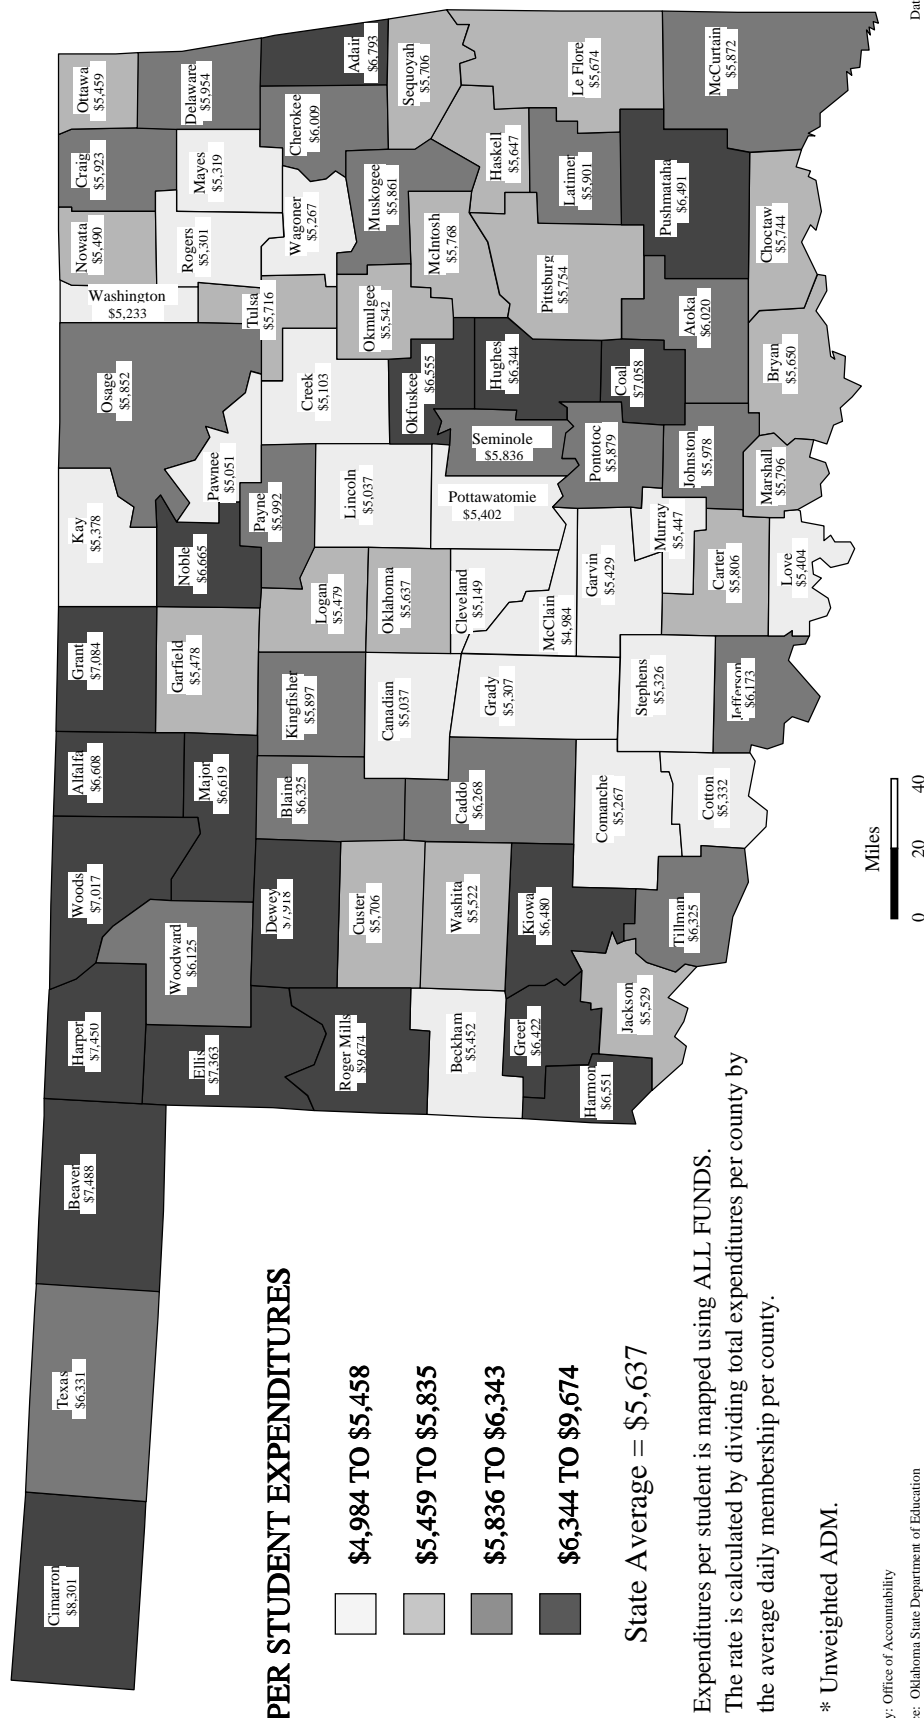 Cimarron
$8,301
Texas
$6,331
Beaver
$7,488
Harper
$7,450
Woods
$7,017
Alfalfa
$6,608
Grant
$7,084
Kay
$5,378
Osage
$5,852
Washington
$5,233
Nowata
$5,490
Craig
$5,923
Ottawa
$5,459
Ellis
$7,363
Woodward
$6,125
Major
$6,619
Garfield
$5,478
Noble
$6,665
Pawnee
$5,051
Tulsa
$5,716
Rogers
$5,301
Mayes
$5,319
Delaware
$5,954
Roger Mills
$9,674
Dewey
$7,918
Blaine
$6,325
Kingfisher
$5,897
Logan
$5,479
Payne
$5,992
Lincoln
$5,037
Creek
$5,103
Wagoner
$5,267
Cherokee
$6,009
Adair
$6,793
Custer
$5,706
Canadian
$5,037
Oklahoma
$5,637
Okfuskee
$6,555
Okmulgee
$5,542
Muskogee
$5,861
Sequoyah
$5,706
Beckham
$5,452
Washita
$5,522
Caddo
$6,268
Grady
$5,307
Cleveland
$5,149
McClain
$4,984
Pottawatomie
$5,402
Seminole
$5,836
Hughes
$6,344
McIntosh
$5,768
Haskell
$5,647
Le Flore
$5,674
Greer
$6,422
Kiowa
$6,480
Comanche
$5,267
Stephens
$5,326
Garvin
$5,429
Pontotoc
$5,879
Coal
$7,058
Pittsburg
$5,754
Latimer
$5,901
Harmon
$6,551
Jackson
$5,529
Tillman
$6,325
Cotton
$5,332
Jefferson
$6,173
Murray
$5,447
Carter
$5,806
Johnston
$5,978
Atoka
$6,020
Pushmataha
$6,491
McCurtain
$5,872
Love
$5,404
Marshall
$5,796
Bryan
$5,650
Choctaw
$5,744
PER STUDENT EXPENDITURES
$4,984 TO $5,458
$5,459 TO $5,835
$5,836 TO $6,343
$6,344 TO $9,674
State Average = $5,637
Expenditures per student is mapped using ALL FUNDS.
The rate is calculated by dividing total expenditures per county by
the average daily membership per county.
* Unweighted ADM.
Miles
0 20 40
y: Office of Accountability
ce: Oklahoma State Department of Education
Dat